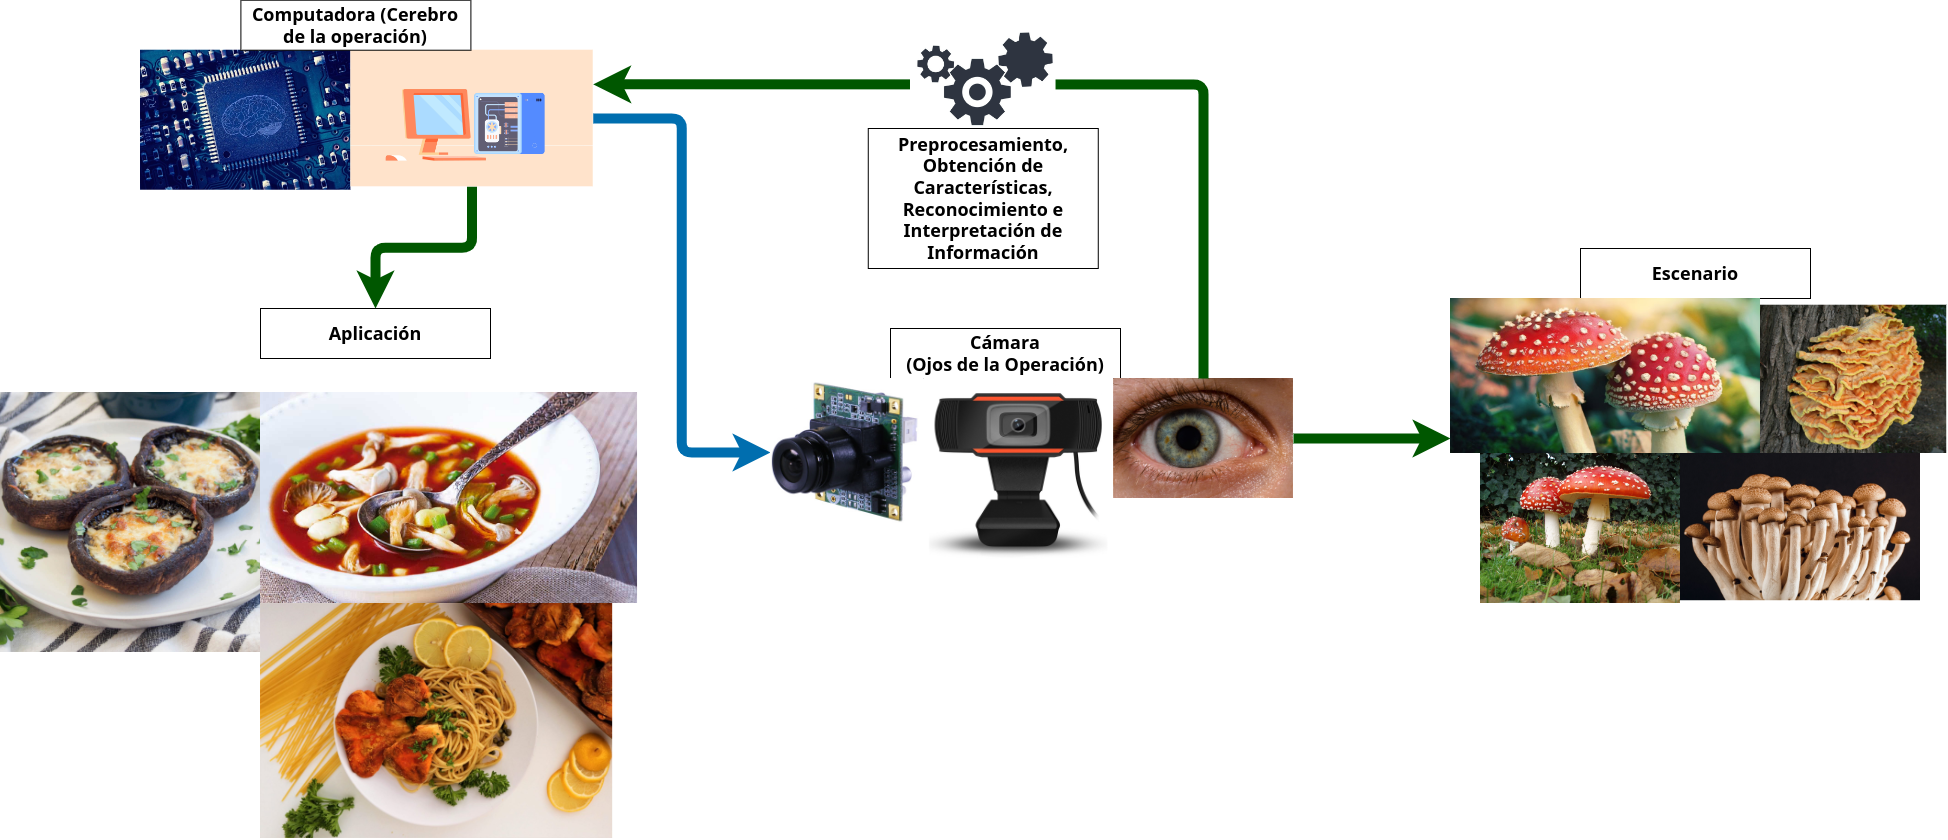 Computadora (Cerebro
de la operación)
Preprocesamiento,
Obtención de
Características,
Reconocimiento e
Interpretación de
Información
Escenario
Aplicación
Cámara
(Ojos de la Operación)